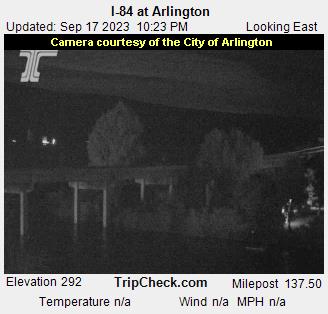 I-84 at Arlington
Updated: Sep 17 2023 10:23 PM Looking East
Camera courtesy of the City of Arlington
Elevation 292 TripCheck.com Milepost 137.50
Temperature n/a Wind n/a MPH n/a